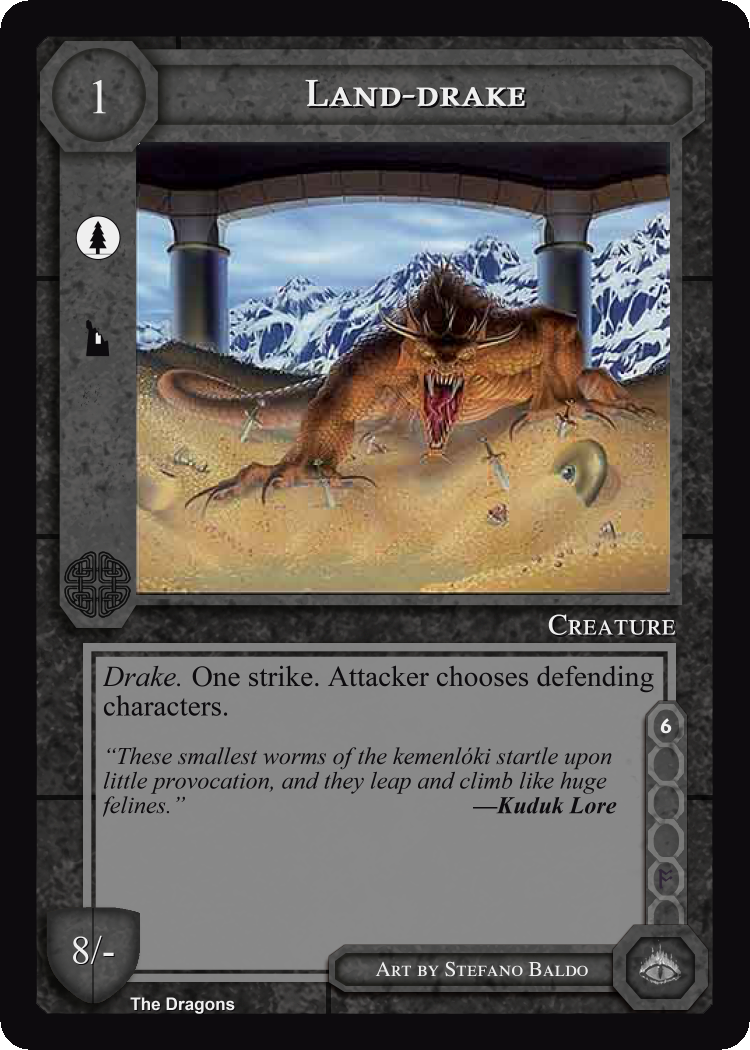 1
LAND-DRAKE
CREATURE
Drake. One strike. Attacker chooses defending
characters.
6
“These smallest worms of the kemenlóki startle upon
little provocation, and they leap and climb like huge
felines.” —Kuduk Lore
8/-
ART BY STEFANO BALDO
The Dragons